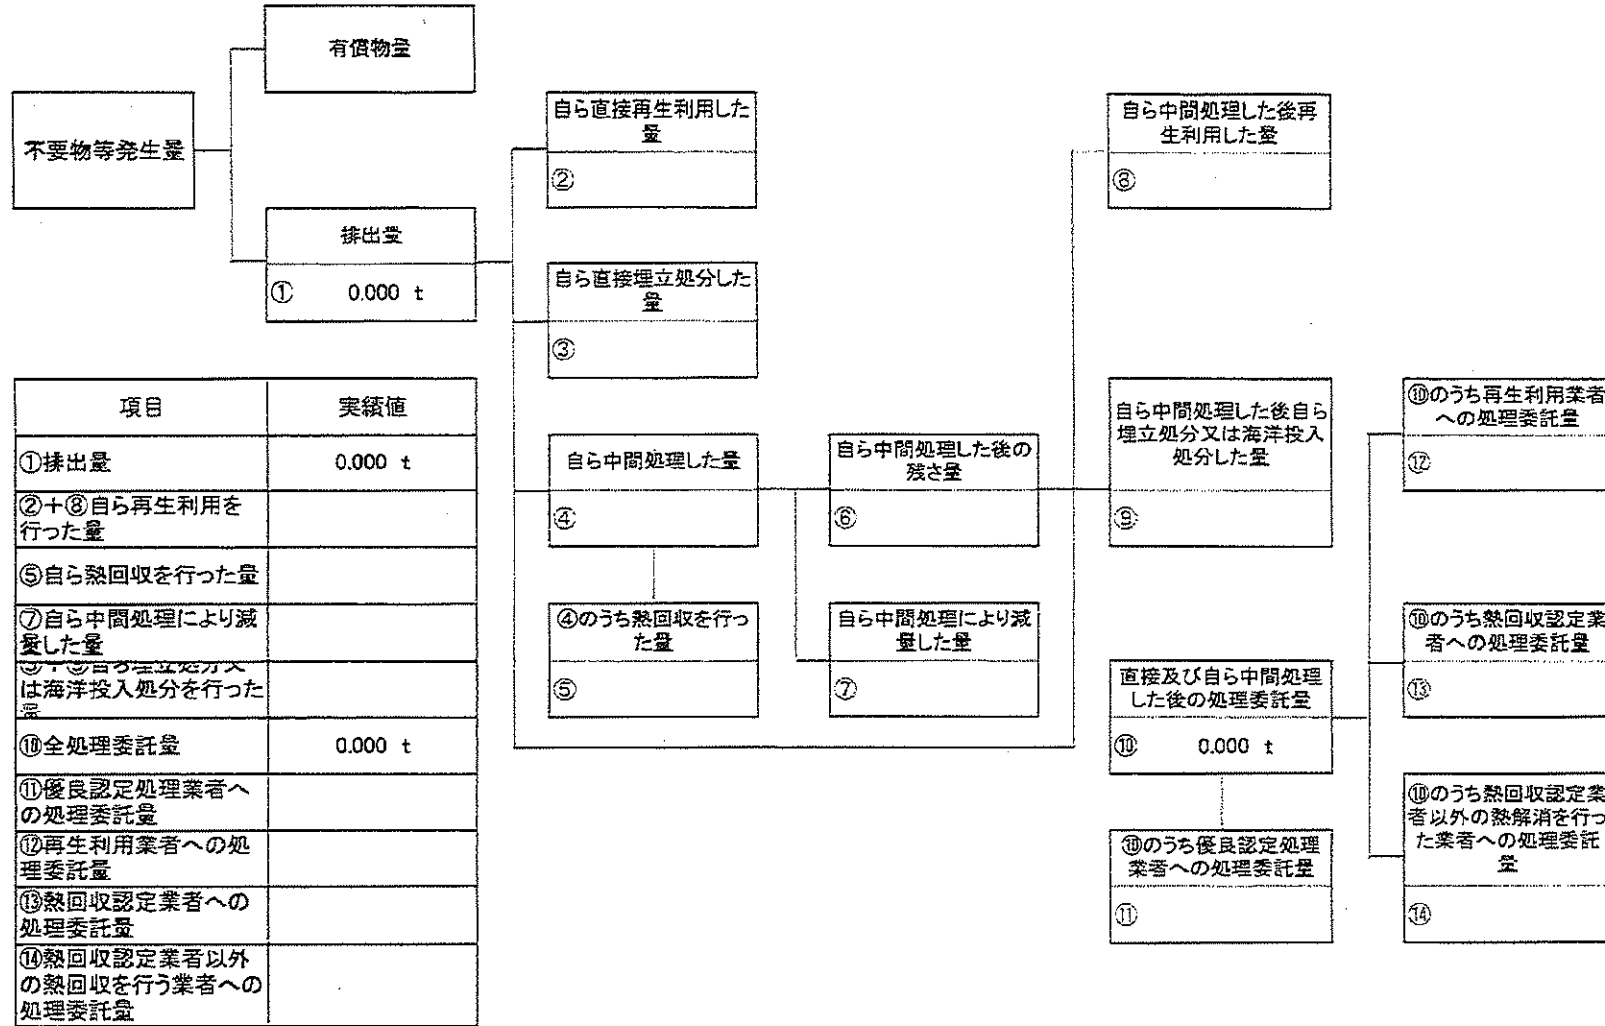 有償物量
不要物等発生量
排出量
① 0.000 t
自ら直接再生利用した
量
②
自ら直接埋立処分した
量
③
自ら中間処理した量
④
④のうち熱回収を行っ
た量
⑤
自ら中間処理した後の
残さ量
⑥
自ら中間処理により減
量した量
⑦
自ら中間処理した後再
生利用した量
⑧
自ら中間処理した後自ら
埋立処分又は海洋投入
処分した量
⑨
直接及び自ら中間処理
した後の処理委託量
⑩ 0.000 t
⑩のうち優良認定処理
業者への処理委託量
⑪
⑩のうち再生利用業者
への処理委託量
⑫
⑩のうち熱回収認定業
者への処理委託量
⑬
⑩のうち熱回収認定業
者以外の熱解消を行っ
た業者への処理委託
量
⑭
項目 実績値
①排出量 0.000 t
②+⑧自ら再生利用を
行った量
⑤自ら熱回収を行った量
⑦自ら中間処理により減
量した量
③+⑨自ら埋立処分又
は海洋投入処分を行った
量
⑩全処理委託量 0.000 t
⑪優良認定処理業者へ
の処理委託量
⑫再生利用業者への処
理委託量
⑬熱回収認定業者への
処理委託量
⑭熱回収認定業者以外
の熱回収を行う業者への
処理委託量